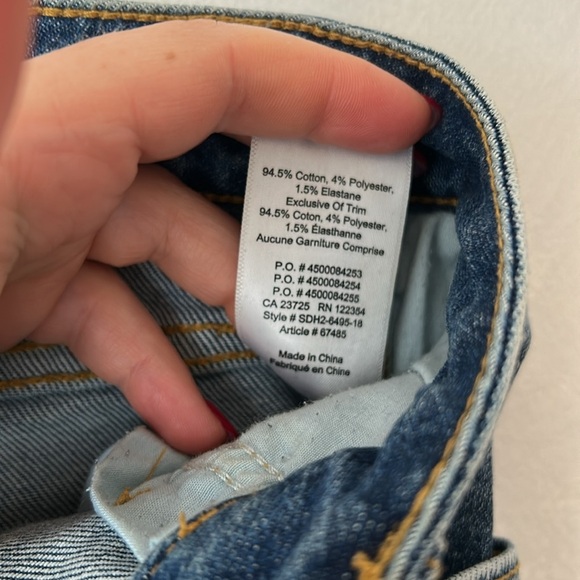 94.5% Cotton, 4% Polyester,
1.5% Elastane
Exclusive Of Trim
94.5% Coton, 4% Polyester,
1.5% Élasthanne
Aucune Garniture Comprise
P.O. # 4500084253
P.O. # 4500084254
P.O. # 4500084255
CA 23725 RN 122354
Style # SDH2-6495-18
Article # 67485
Made in China
Fabriqué en Chine